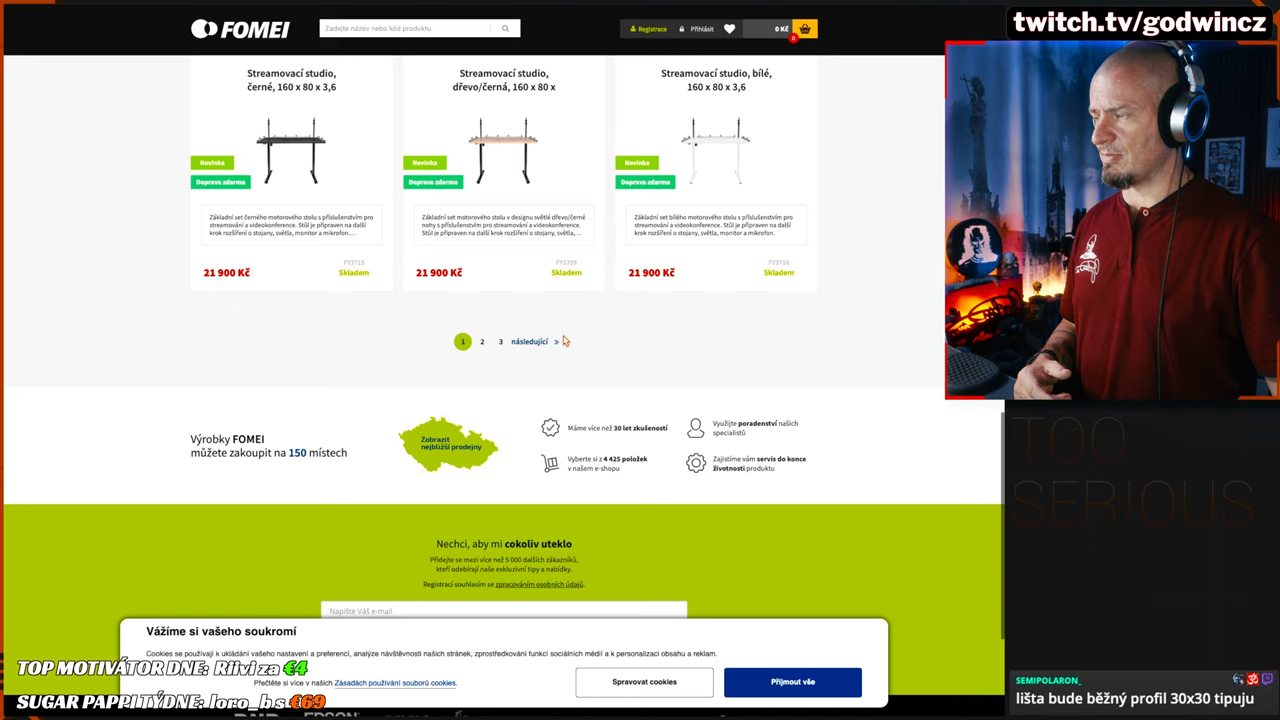 FOMEI
Zadejte název nebo kód produktu
Registrace
Přihlásit
0 Kč
0
twitch.tv/godwincz
Streamovací studio,
černé, 160 x 80 x 3,6
Novinka
Doprava zdarma
Základní set černého motorového stolu s příslušenstvím pro
streamování a videokonference. Stůl je připraven na další
krok rozšíření o stojany, světla, monitor a mikrofon....
21 900 Kč
FY3715
Skladem
Streamovací studio,
dřevo/černá, 160 x 80 x
Novinka
Doprava zdarma
Základní set motorového stolu v designu světlé dřevo/černé
nohy s příslušenstvím pro streamování a videokonference.
Stůl je připraven na další krok rozšíření o stojany, světla,...
21 900 Kč
FY3709
Skladem
Streamovací studio, bílé,
160 x 80 x 3,6
Novinka
Doprava zdarma
Základní set bílého motorového stolu s příslušenstvím pro
streamování a videokonference. Stůl je připraven na další
krok rozšíření o stojany, světla, monitor a mikrofon.
21 900 Kč
FY3716
Skladem
1 2 3 následující »
Výrobky FOMEI
můžete zakoupit na 150 místech
Zobrazit
nejbližší prodejny
Máme více než 30 let zkušeností
Vyberte si z 4 425 položek
v našem e-shopu
Využijte poradenství našich
specialistů
Zajistíme vám servis do konce
životnosti produktu
TOO
SERIOUS
Nechci, aby mi cokoliv uteklo
Přidejte se mezi více než 5 000 dalších zákazníků,
kteří odebírají naše exkluzivní tipy a nabídky.
Registrací souhlasím se zpracováním osobních údajů.
Napište Váš e-mail
Vážíme si vašeho soukromí
Cookies se používají k ukládání vašeho nastavení a preferencí, analýze návštěvnosti našich stránek, zprostředkování funkcí sociálních médií a k personalizaci obsahu a reklam.
Přečtěte si více v našich Zásadách používání souborů cookies.
Spravovat cookies
Přijmout vše
TOP MOTIVÁTOR DNE: Riivi za €4
SUGAR TAPLÍ DNE: loro_hs €69
SEMIPOLARON_
lišta bude běžný profil 30x30 tipuju